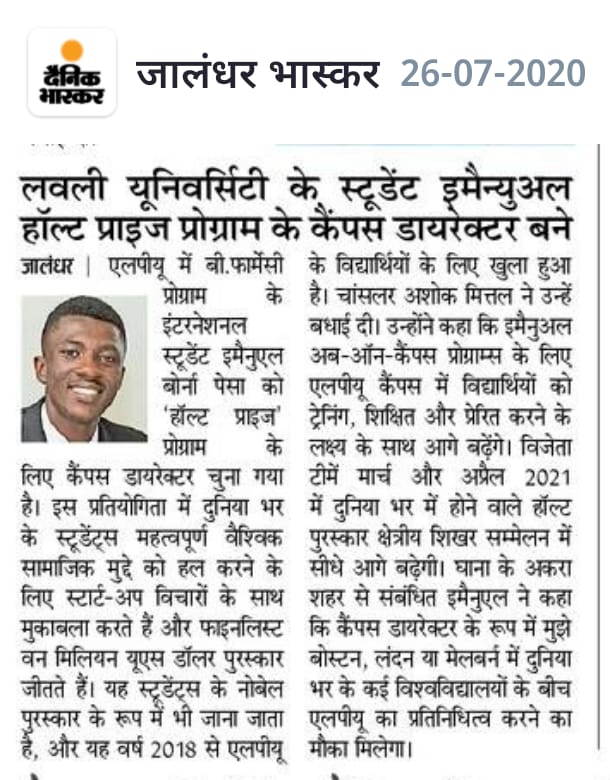 दैनिक
भास्कर
जालंधर भास्कर 26-07-2020
लवली यूनिवर्सिटी के स्टूडेंट इमैन्युअल
हॉल्ट प्राइज प्रोग्राम के कैंपस डायरेक्टर बने
जालंधर | एलपीयू में बी.फार्मेसी
प्रोग्राम के
इंटरनेशनल
स्टूडेंट इमैनुएल
बोर्ना पेसा को
'हॉल्ट प्राइज'
प्रोग्राम के
लिए कैंपस डायरेक्टर चुना गया
है। इस प्रतियोगिता में दुनिया भर
के स्टूडेंट्स महत्वपूर्ण वैश्विक
सामाजिक मुद्दे को हल करने के
लिए स्टार्ट-अप विचारों के साथ
मुकाबला करते हैं और फाइनलिस्ट
वन मिलियन यूएस डॉलर पुरस्कार
जीतते हैं। यह स्टूडेंट्स के नोबेल
पुरस्कार के रूप में भी जाना जाता
है, और यह वर्ष 2018 से एलपीयू
के विद्यार्थियों के लिए खुला हुआ
है। चांसलर अशोक मित्तल ने उन्हें
बधाई दी। उन्होंने कहा कि इमैनुअल
अब-ऑन-कैंपस प्रोग्राम्स के लिए
एलपीयू कैंपस में विद्यार्थियों को
ट्रेनिंग, शिक्षित और प्रेरित करने के
लक्ष्य के साथ आगे बढ़ेंगे। विजेता
टीमें मार्च और अप्रैल 2021
में दुनिया भर में होने वाले हॉल्ट
पुरस्कार क्षेत्रीय शिखर सम्मेलन में
सीधे आगे बढ़ेगी। घाना के अकरा
शहर से संबंधित इमैनुएल ने कहा
कि कैंपस डायरेक्टर के रूप में मुझे
बोस्टन, लंदन या मेलबर्न में दुनिया
भर के कई विश्वविद्यालयों के बीच
एलपीयू का प्रतिनिधित्व करने का
मौका मिलेगा।